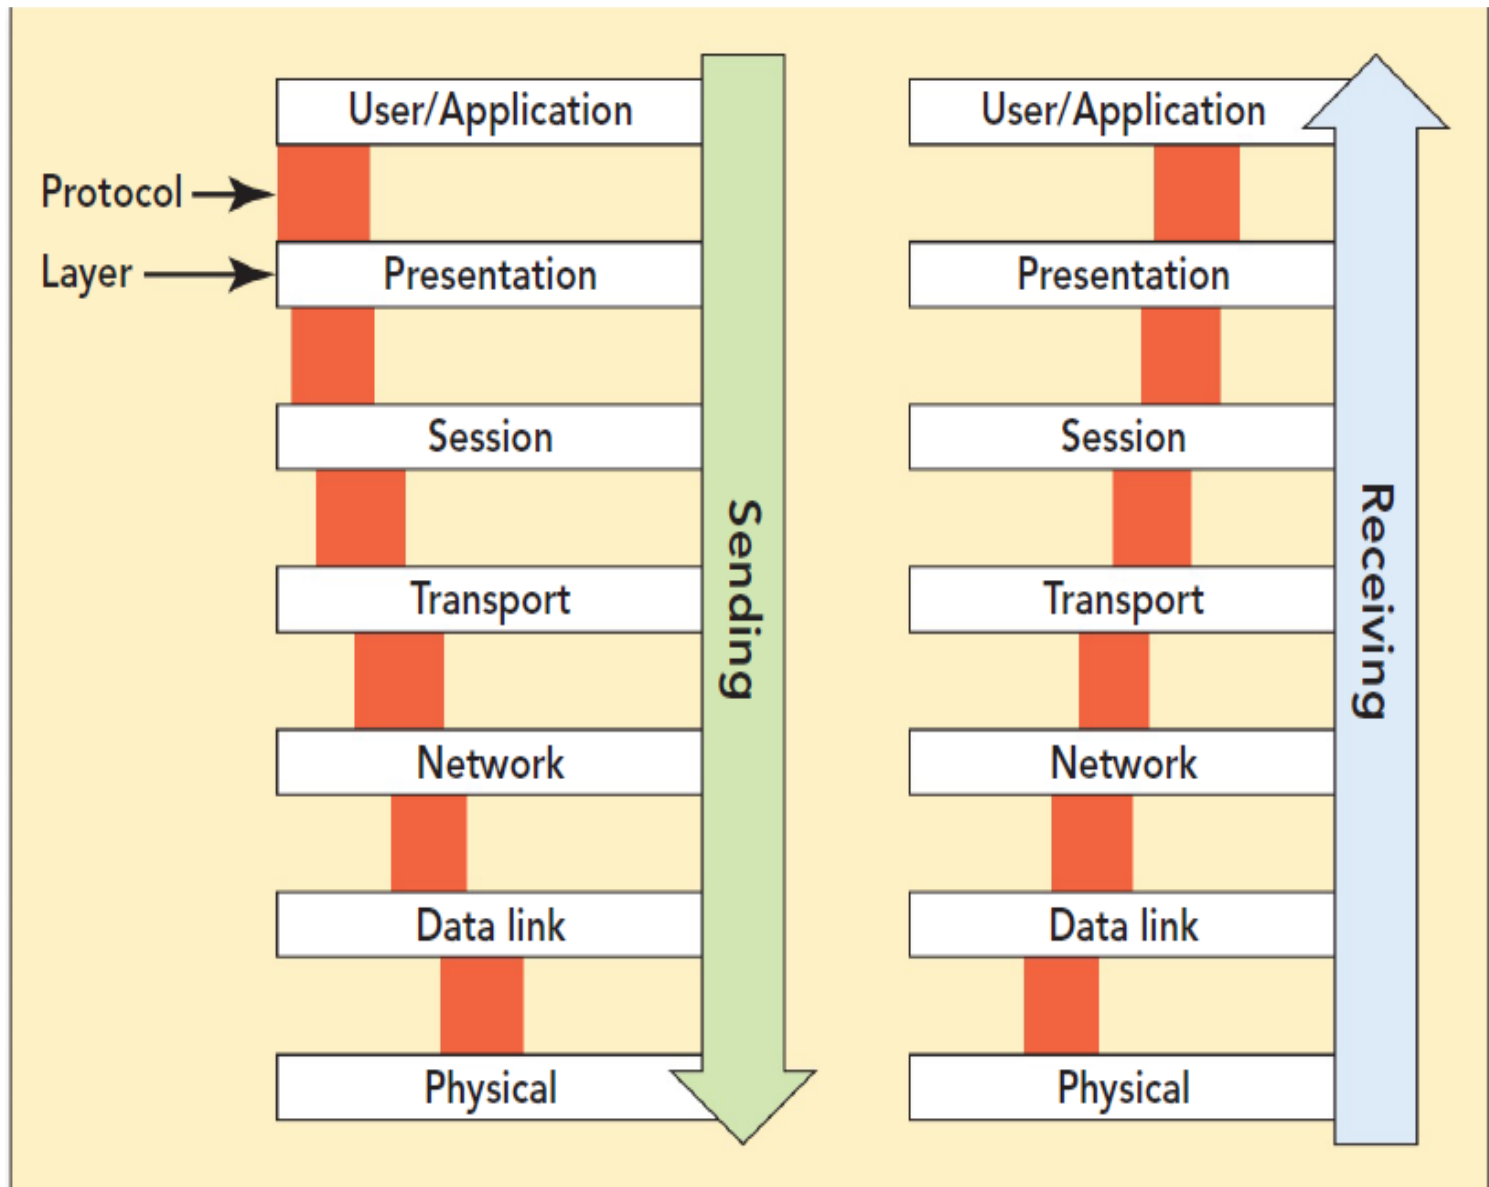 User/Application
Protocol
Layer
Presentation
Session
Transport
Network
Data link
Physical
Sending
User/Application
Presentation
Session
Transport
Network
Data link
Physical
Receiving